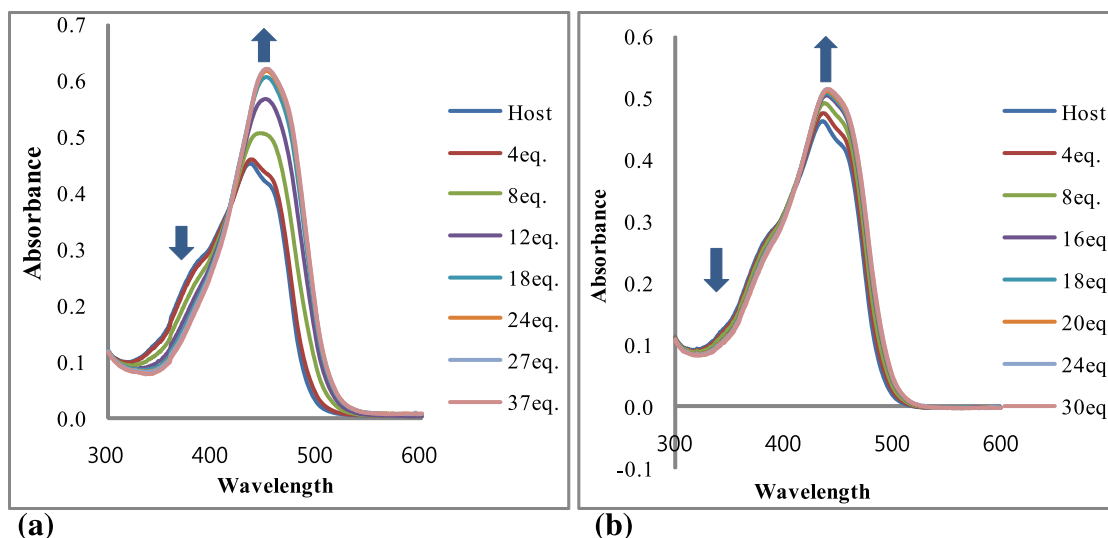 0.7
0.6
0.5
0.4
0.3
0.2
0.1
0.0
Absorbance
300 400 500 600
Wavelength
Host
4eq.
8eq.
12eq.
18eq.
24eq.
27eq.
37eq.
(a)
0.6
0.5
0.4
0.3
0.2
0.1
0.0
-0.1
Absorbance
300 400 500 600
Wavelength
Host
4eq.
8eq.
16eq.
18eq.
20eq.
24eq.
30eq.
(b)